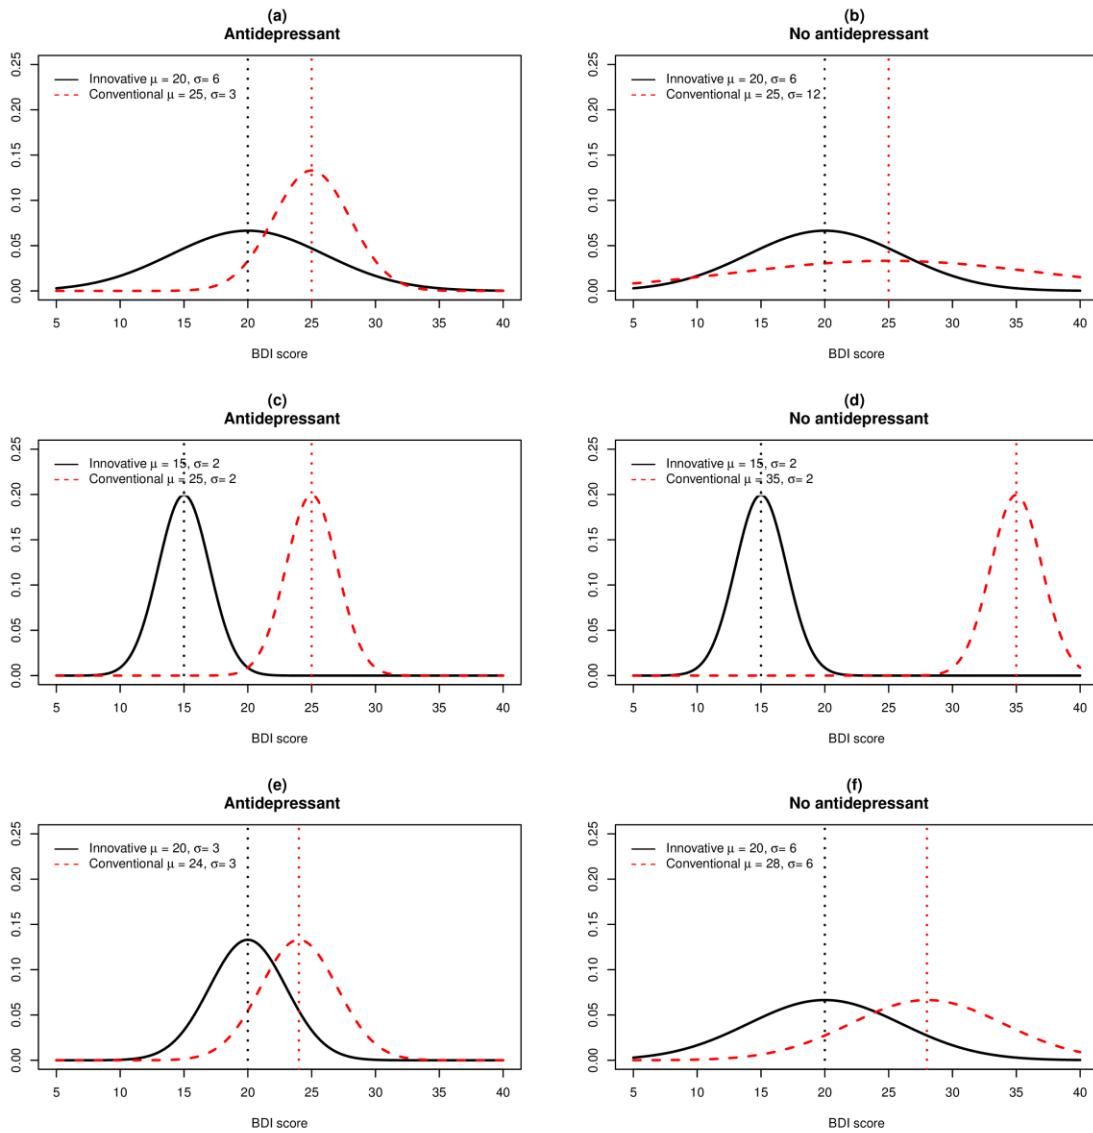 (a)
Antidepressant
Innovative μ = 20, σ= 6
Conventional μ = 25, σ= 3
0.25
0.20
0.15
0.10
0.05
0.00
5 10 15 20 25 30 35 40
BDI score
(b)
No antidepressant
Innovative μ = 20, σ= 6
Conventional μ = 25, σ= 12
0.25
0.20
0.15
0.10
0.05
0.00
5 10 15 20 25 30 35 40
BDI score
(c)
Antidepressant
Innovative μ = 15, σ= 2
Conventional μ = 25, σ= 2
0.25
0.20
0.15
0.10
0.05
0.00
5 10 15 20 25 30 35 40
BDI score
(d)
No antidepressant
Innovative μ = 15, σ= 2
Conventional μ = 35, σ= 2
0.25
0.20
0.15
0.10
0.05
0.00
5 10 15 20 25 30 35 40
BDI score
(e)
Antidepressant
Innovative μ = 20, σ= 3
Conventional μ = 24, σ= 3
0.25
0.20
0.15
0.10
0.05
0.00
5 10 15 20 25 30 35 40
BDI score
(f)
No antidepressant
Innovative μ = 20, σ= 6
Conventional μ = 28, σ= 6
0.25
0.20
0.15
0.10
0.05
0.00
5 10 15 20 25 30 35 40
BDI score